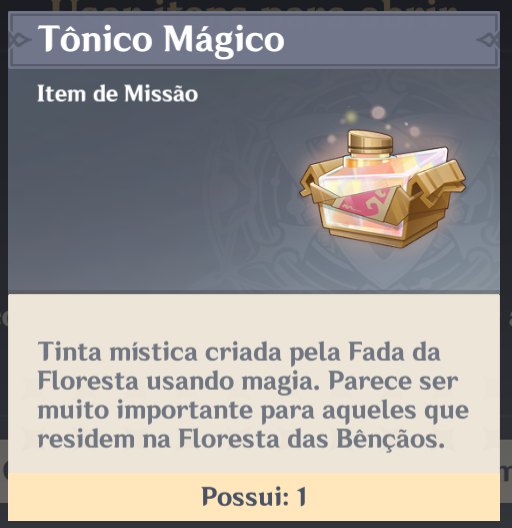 Tônico Mágico
Item de Missão
Tinta mística criada pela Fada da
Floresta usando magia. Parece ser
muito importante para aqueles que
residem na Floresta das Bênçãos.
Possui: 1